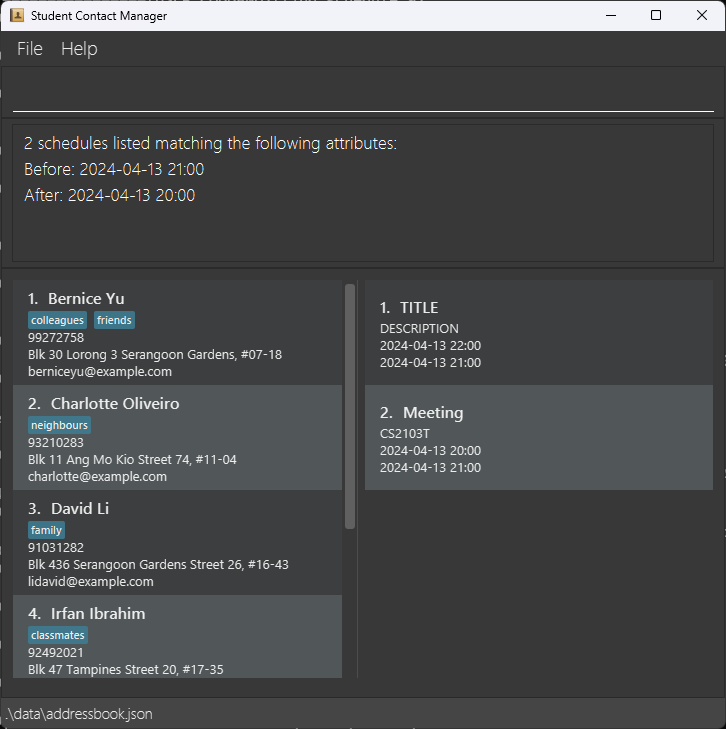 Student Contact Manager
File Help
2 schedules listed matching the following attributes:
Before: 2024-04-13 21:00
After: 2024-04-13 20:00
1. Bernice Yu
colleagues friends
99272758
Blk 30 Lorong 3 Serangoon Gardens, #07-18
berniceyu@example.com
2. Charlotte Oliveiro
neighbours
93210283
Blk 11 Ang Mo Kio Street 74, #11-04
charlotte@example.com
3. David Li
family
91031282
Blk 436 Serangoon Gardens Street 26, #16-43
lidavid@example.com
4. Irfan Ibrahim
classmates
92492021
Blk 47 Tampines Street 20, #17-35
1. TITLE
DESCRIPTION
2024-04-13 22:00
2024-04-13 21:00
2. Meeting
CS2103T
2024-04-13 20:00
2024-04-13 21:00
.\data\addressbook.json